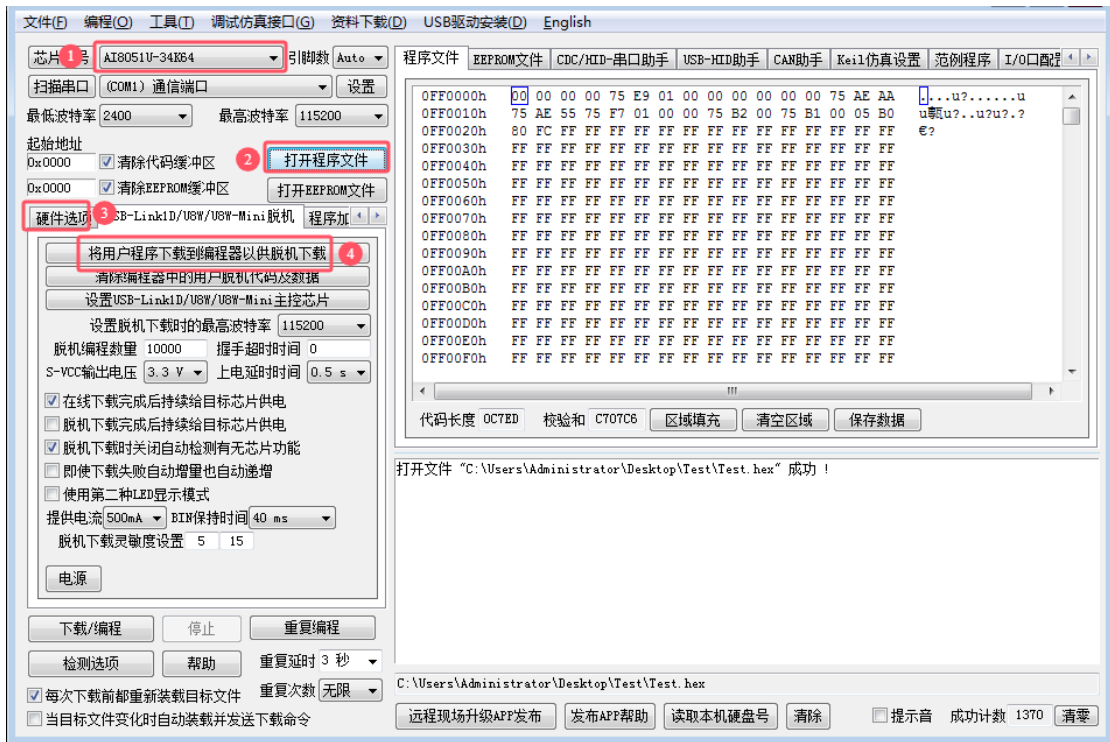 文件(F) 编程(O) 工具(T) 调试仿真接口(G) 资料下载(D) USB驱动安装(D) English
芯片 1 号 AI8051U-34K64 引脚数 Auto
扫描串口 (COM1) 通信端口 设置
最低波特率 2400 最高波特率 115200
起始地址
0x0000 清除代码缓冲区 2 打开程序文件
0x0000 清除EEPROM缓冲区 打开EEPROM文件
硬件选项 3 SB-Link1D/U8W/U8W-Mini脱机 程序加
将用户程序下载到编程器以供脱机下载 4
清除编程器中的用户脱机代码及数据
设置USB-Link1D/U8W/U8W-Mini主控芯片
设置脱机下载时的最高波特率 115200
脱机编程数量 10000 握手超时时间 0
S-VCC输出电压 3.3 V 上电延时时间 0.5 s
在线下载完成后持续给目标芯片供电
脱机下载完成后持续给目标芯片供电
脱机下载时关闭自动检测有无芯片功能
即使下载失败自动增量也自动递增
使用第二种LED显示模式
提供电流 500mA BIN保持时间 40 ms
脱机下载灵敏度设置 5 15
电源
下载/编程 停止 重复编程
检测选项 帮助 重复延时 3 秒
每次下载前都重新装载目标文件 重复次数 无限
当目标文件变化时自动装载并发送下载命令
程序文件 EEPROM文件 CDC/HID-串口助手 USB-HID助手 CAN助手 Keil仿真设置 范例程序 I/O口配置
0FF0000h 00 00 00 00 75 E9 01 00 00 00 00 00 00 75 AE AA ....u?......u
0FF0010h 75 AE 55 75 F7 01 00 00 75 B2 00 75 B1 00 05 B0 u甎u?..u?u?.?
0FF0020h 80 FC FF FF FF FF FF FF FF FF FF FF FF FF FF FF €?
0FF0030h FF FF FF FF FF FF FF FF FF FF FF FF FF FF FF FF
0FF0040h FF FF FF FF FF FF FF FF FF FF FF FF FF FF FF FF
0FF0050h FF FF FF FF FF FF FF FF FF FF FF FF FF FF FF FF
0FF0060h FF FF FF FF FF FF FF FF FF FF FF FF FF FF FF FF
0FF0070h FF FF FF FF FF FF FF FF FF FF FF FF FF FF FF FF
0FF0080h FF FF FF FF FF FF FF FF FF FF FF FF FF FF FF FF
0FF0090h FF FF FF FF FF FF FF FF FF FF FF FF FF FF FF FF
0FF00A0h FF FF FF FF FF FF FF FF FF FF FF FF FF FF FF FF
0FF00B0h FF FF FF FF FF FF FF FF FF FF FF FF FF FF FF FF
0FF00C0h FF FF FF FF FF FF FF FF FF FF FF FF FF FF FF FF
0FF00D0h FF FF FF FF FF FF FF FF FF FF FF FF FF FF FF FF
0FF00E0h FF FF FF FF FF FF FF FF FF FF FF FF FF FF FF FF
0FF00F0h FF FF FF FF FF FF FF FF FF FF FF FF FF FF FF FF
代码长度 0C7ED 校验和 C707C6 区域填充 清空区域 保存数据
打开文件 “C:\Users\Administrator\Desktop\Test\Test.hex” 成功 !
C:\Users\Administrator\Desktop\Test\Test.hex
远程现场升级APP发布 发布APP帮助 读取本机硬盘号 清除 提示音 成功计数 1370 清零